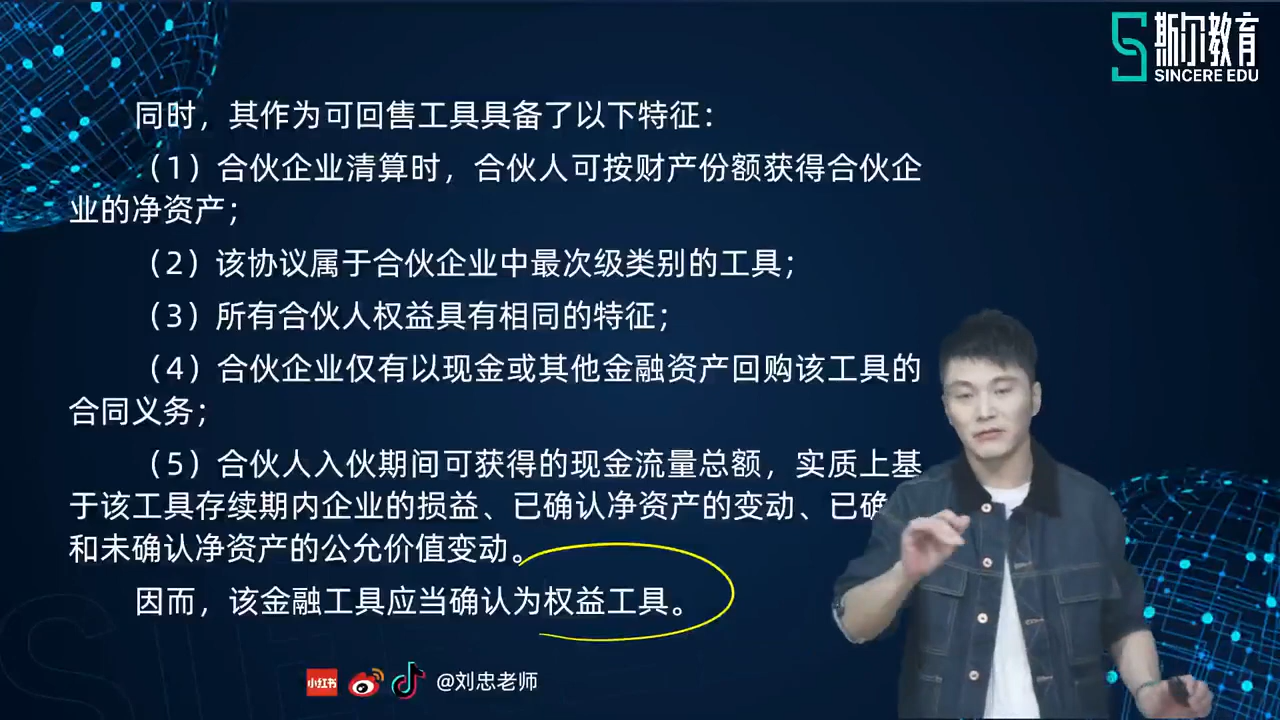 斯尔教育
SINCERE EDU
同时，其作为可回售工具具备了以下特征：
（1）合伙企业清算时，合伙人可按财产份额获得合伙企
业的净资产；
（2）该协议属于合伙企业中最次级类别的工具；
（3）所有合伙人权益具有相同的特征；
（4）合伙企业仅有以现金或其他金融资产回购该工具的
合同义务；
（5）合伙人入伙期间可获得的现金流量总额，实质上基
于该工具存续期内企业的损益、已确认净资产的变动、已确
和未确认净资产的公允价值变动。
因而，该金融工具应当确认为权益工具。
小红书
@刘忠老师